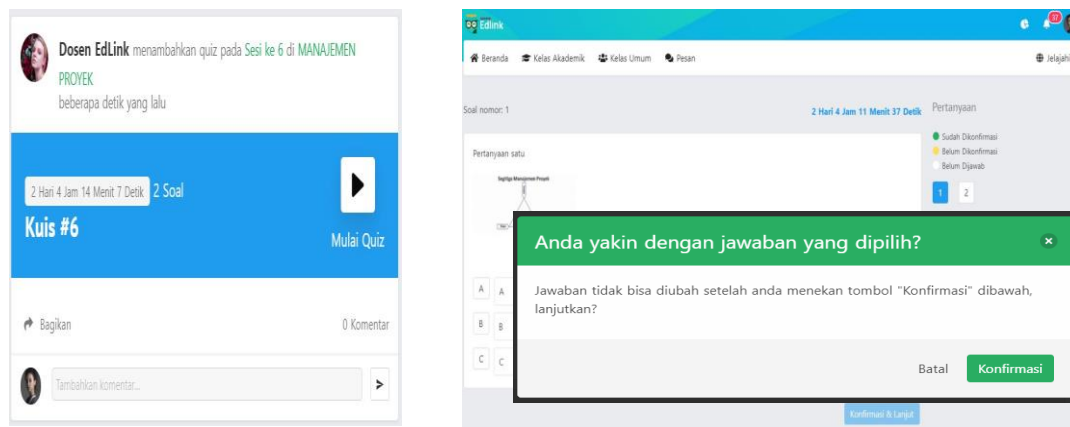 Dosen EdLink menambahkan quiz pada Sesi ke 6 di MANAJEMEN
PROYEK
beberapa detik yang lalu
2 Hari 4 Jam 14 Menit 7 Detik 2 Soal
Kuis #6
Mulai Quiz
Bagikan
0 Komentar
Tambahkan komentar...
Edlink
37
Beranda Kelas Akademik Kelas Umum Pesan
Jelajahi
Soal nomor: 1
2 Hari 4 Jam 11 Menit 37 Detik
Pertanyaan
Sudah Dikonfirmasi
Belum Dikonfirmasi
Belum Dijawab
1 2
Pertanyaan satu
Segitiga Manajemen Proyek
Anda yakin dengan jawaban yang dipilih?
Jawaban tidak bisa diubah setelah anda menekan tombol "Konfirmasi" dibawah,
lanjutkan?
Batal Konfirmasi
A A
B B
C C
Konfirmasi & Lanjut